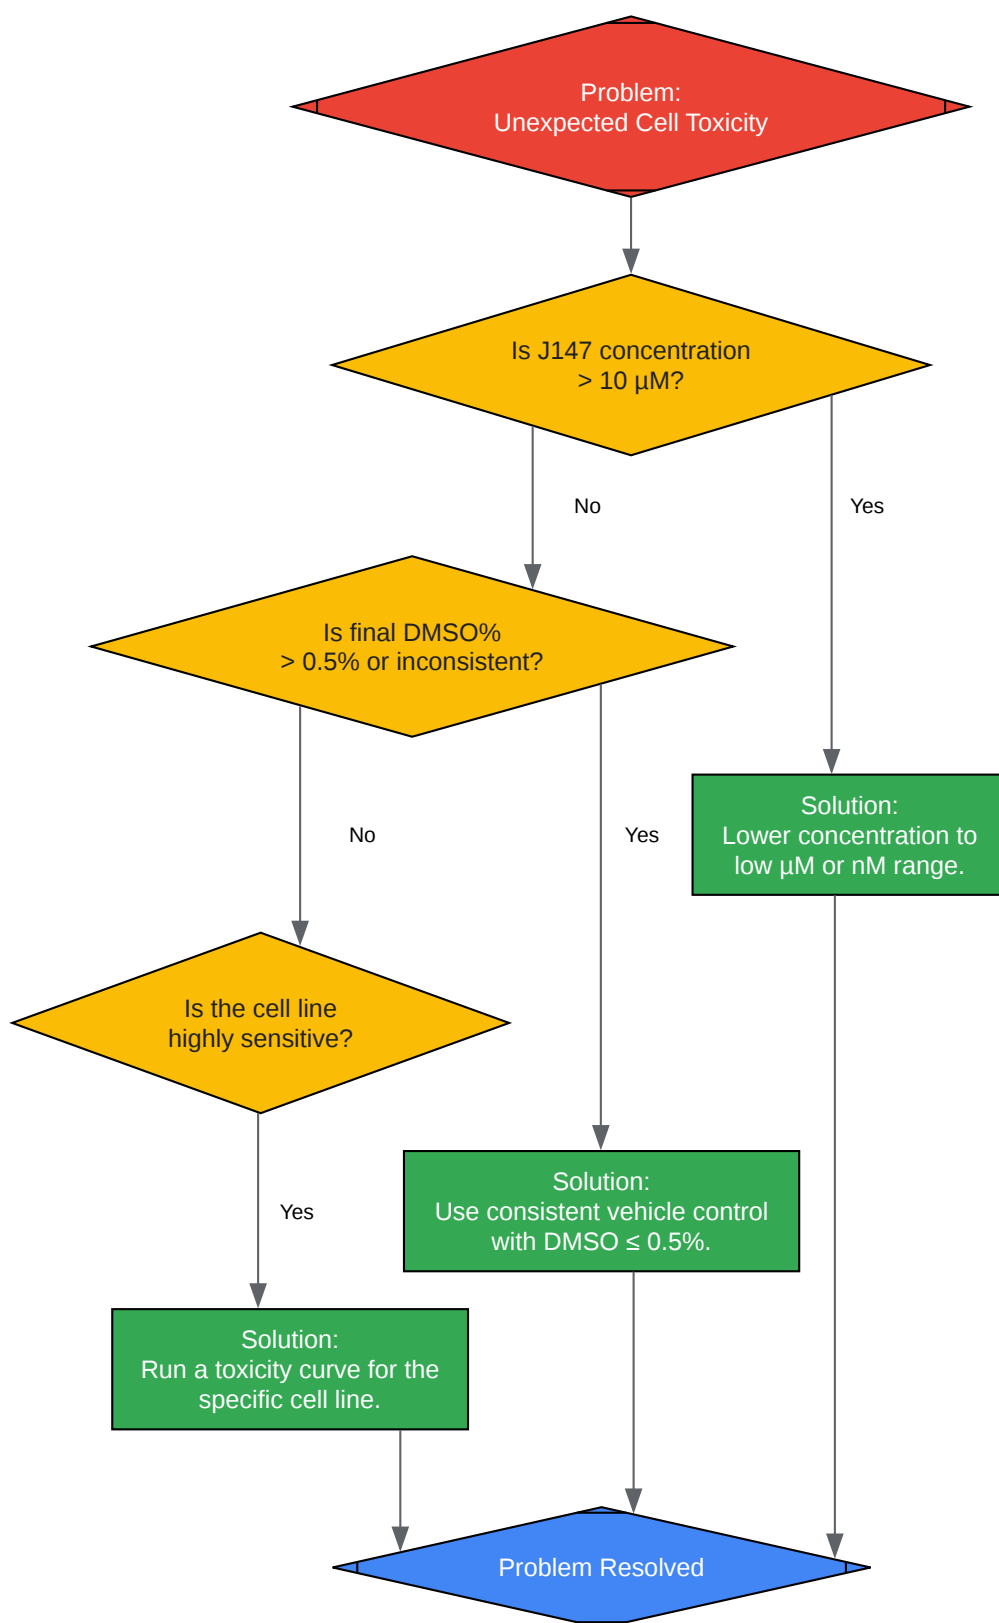 Problem:
Unexpected Cell Toxicity
Is J147 concentration
> 10 µM?
No
Yes
Is final DMSO%
> 0.5% or inconsistent?
Solution:
Lower concentration to
low µM or nM range.
No
Yes
Is the cell line
highly sensitive?
Solution:
Use consistent vehicle control
with DMSO ≤ 0.5%.
Yes
Solution:
Run a toxicity curve for the
specific cell line.
Problem Resolved